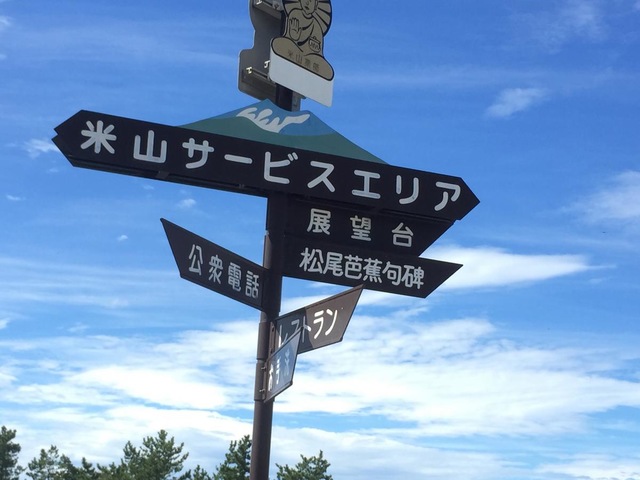 米山サービスエリア
展望台
松尾芭蕉句碑
公衆電話
レストラン